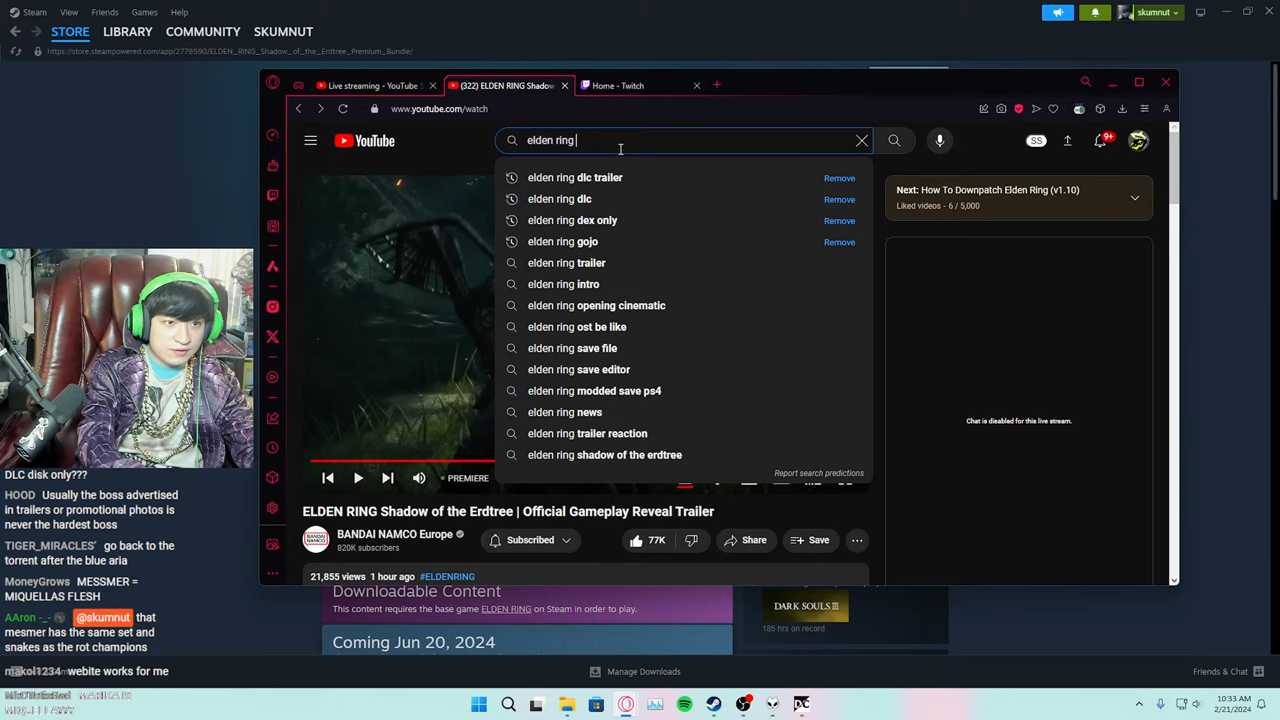 Steam View Friends Games Help
skumnut
STORE LIBRARY COMMUNITY SKUMNUT
https://store.steampowered.com/app/2778590/ELDEN_RING_Shadow_of_the_Erdtree_Premium_Bundle/
Live streaming - YouTube S
(322) ELDEN RING Shadow
Home - Twitch
www.youtube.com/watch
YouTube
elden ring
SS
9+
elden ring dlc trailer Remove
elden ring dlc Remove
elden ring dex only Remove
elden ring gojo Remove
elden ring trailer
elden ring intro
elden ring opening cinematic
elden ring ost be like
elden ring save file
elden ring save editor
elden ring modded save ps4
elden ring news
elden ring trailer reaction
elden ring shadow of the erdtree
Report search predictions
Next: How To Downpatch Elden Ring (v1.10)
Liked videos - 6 / 5,000
Chat is disabled for this live stream.
PREMIERE
ELDEN RING Shadow of the Erdtree | Official Gameplay Reveal Trailer
BANDAI NAMCO Europe
820K subscribers
Subscribed
77K
Share
Save
21,855 views 1 hour ago #ELDENRING
Downloadable Content
This content requires the base game ELDEN RING on Steam in order to play.
Coming Jun 20, 2024
DARK SOULS III
185 hrs on record
DLC disk only???
HOOD Usually the boss advertised
in trailers or promotional photos is
never the hardest boss
TIGER_MIRACLES' go back to the
torrent after the blue aria
MoneyGrows MESSMER =
MIQUELLAS FLESH
AAron -_- @skumnut that
mesmer has the same set and
snakes as the rot champions
makol1234 webite works for me
Manage Downloads
Friends & Chat
10:33 AM
2/21/2024